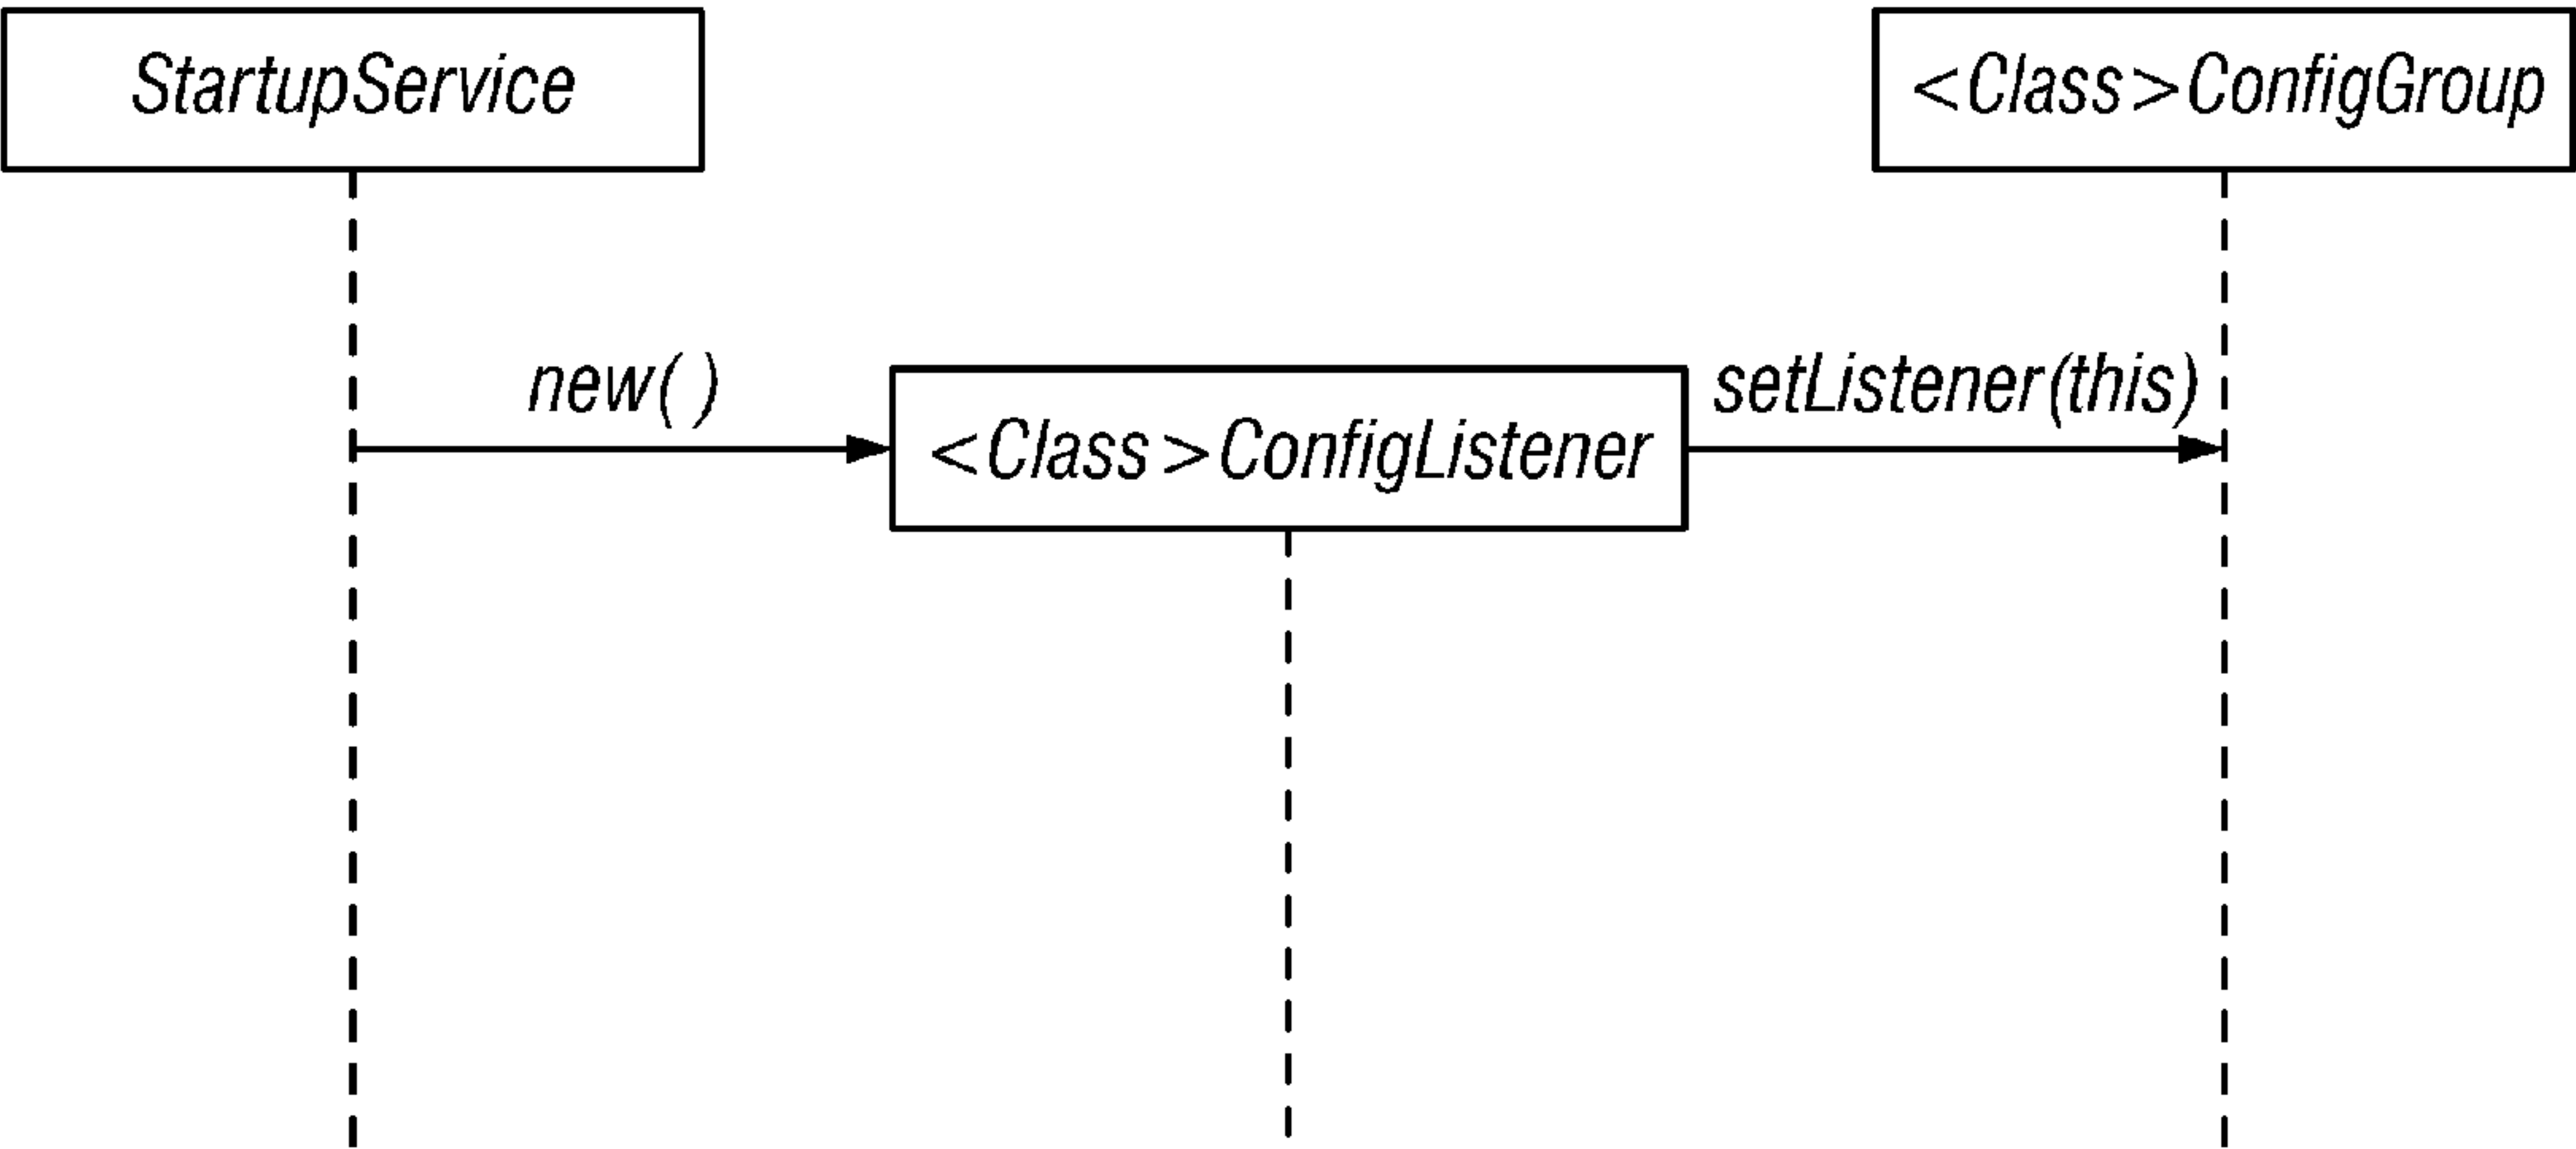 StartupService
<Class>ConfigGroup
new( )
<Class>ConfigListener
setListener(this)